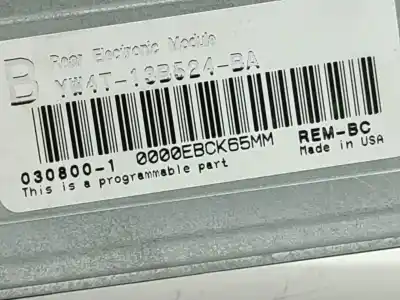 B
Rear Electronic Module
YW4T-13B524-BA
030800-1 0000EBCK65MM REM-BC
This is a programmable part Made in USA